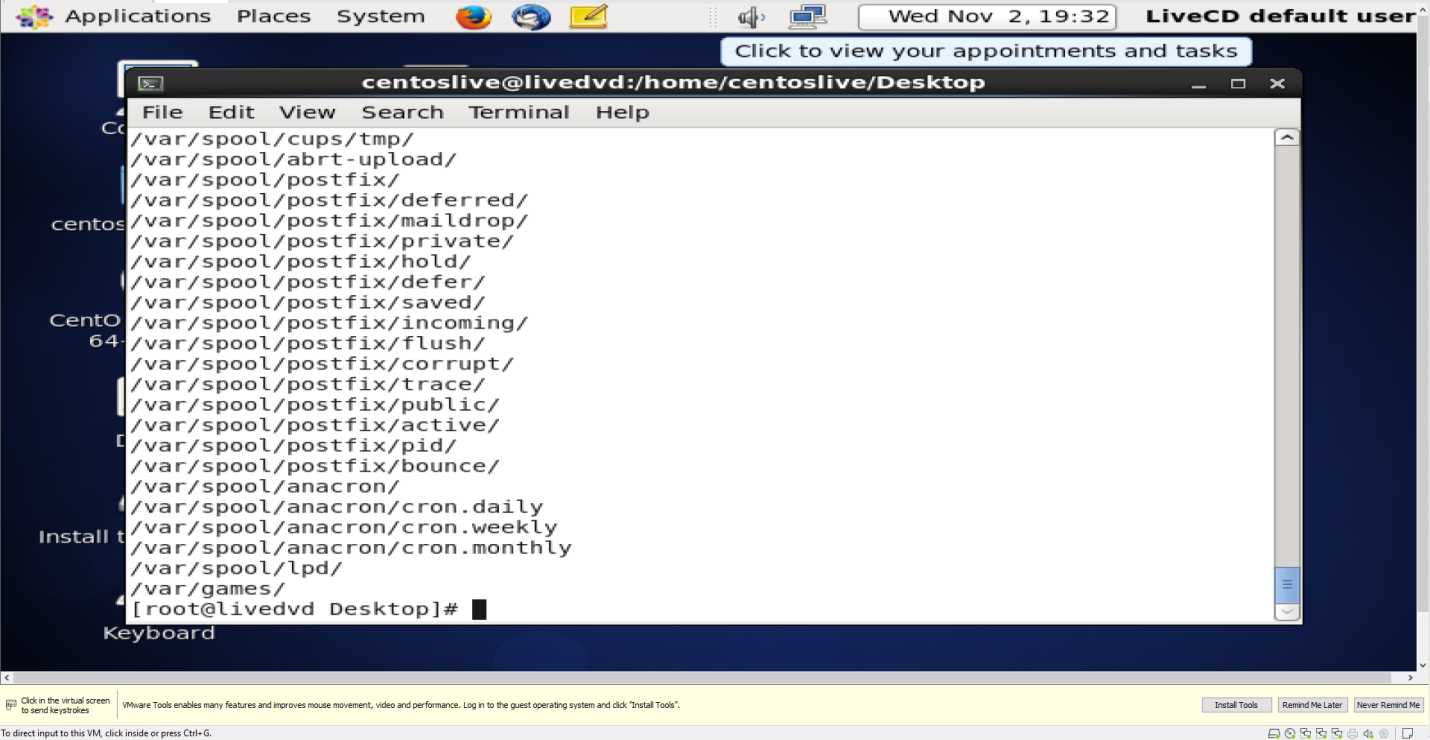 Applications Places System Wed Nov 2, 19:32 LiveCD default user
Click to view your appointments and tasks
centoslive@livedvd:/home/centoslive/Desktop
File Edit View Search Terminal Help
/var/spool/cups/tmp/
/var/spool/abrt-upload/
/var/spool/postfix/
/var/spool/postfix/deferred/
/var/spool/postfix/maildrop/
/var/spool/postfix/private/
/var/spool/postfix/hold/
/var/spool/postfix/defer/
/var/spool/postfix/saved/
/var/spool/postfix/incoming/
/var/spool/postfix/flush/
/var/spool/postfix/corrupt/
/var/spool/postfix/trace/
/var/spool/postfix/public/
/var/spool/postfix/active/
/var/spool/postfix/pid/
/var/spool/postfix/bounce/
/var/spool/anacron/
/var/spool/anacron/cron.daily
/var/spool/anacron/cron.weekly
/var/spool/anacron/cron.monthly
/var/spool/lpd/
/var/games/
[root@livedvd Desktop]#
centos
CentO
64-
Install t
Keyboard
Click in the virtual screen
to send keystrokes
VMware Tools enables many features and improves mouse movement, video and performance. Log in to the guest operating system and click "Install Tools".
Install Tools Remind Me Later Never Remind Me
To direct input to this VM, click inside or press Ctrl+G.